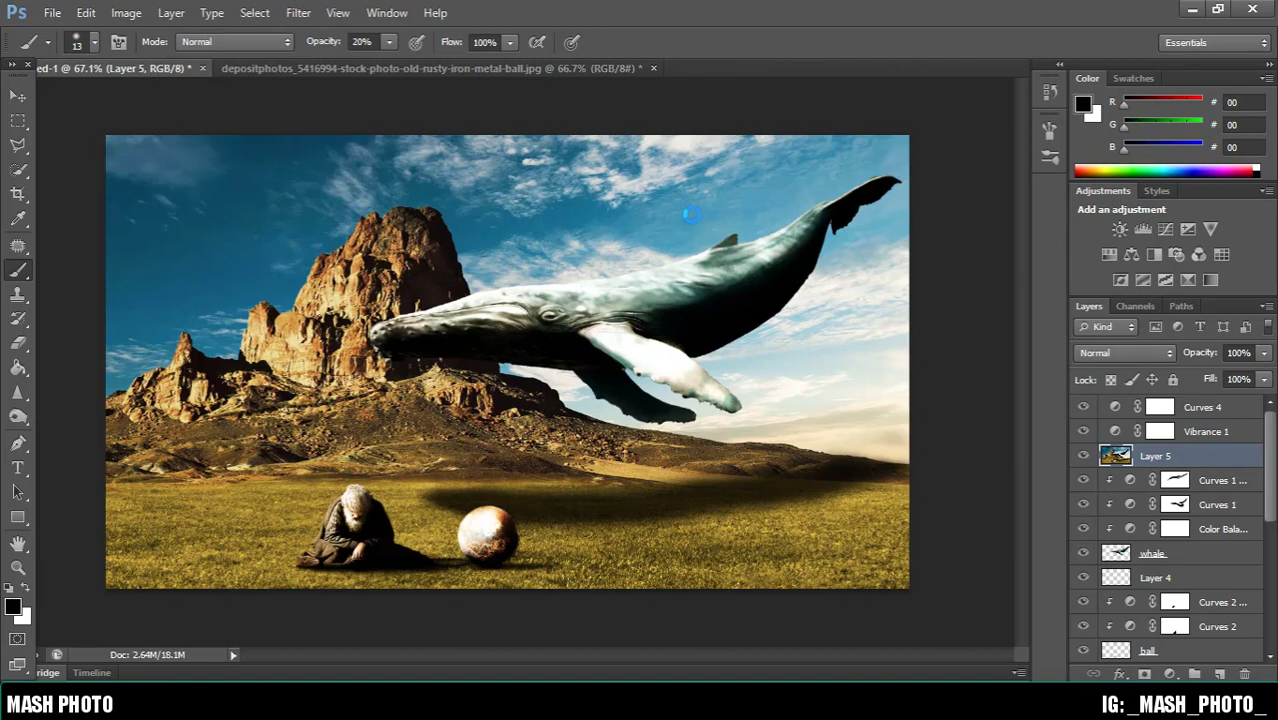 Ps File Edit Image Layer Type Select Filter View Window Help
13 Mode: Normal Opacity: 20% Flow: 100% Essentials
ed-1 @ 67.1% (Layer 5, RGB/8) * × depositphotos_5416994-stock-photo-old-rusty-iron-metal-ball.jpg @ 66.7% (RGB/8#) * ×
Color Swatches
R # 00
G # 00
B # 00
Adjustments Styles
Add an adjustment
Layers Channels Paths
Kind
Normal Opacity: 100%
Lock: Fill: 100%
Curves 4
Vibrance 1
Layer 5
Curves 1 ...
Curves 1
Color Bala...
whale
Layer 4
Curves 2 ...
Curves 2
ball
fx
Doc: 2.64M/18.1M
ridge Timeline
MASH PHOTO IG: _MASH_PHOTO_